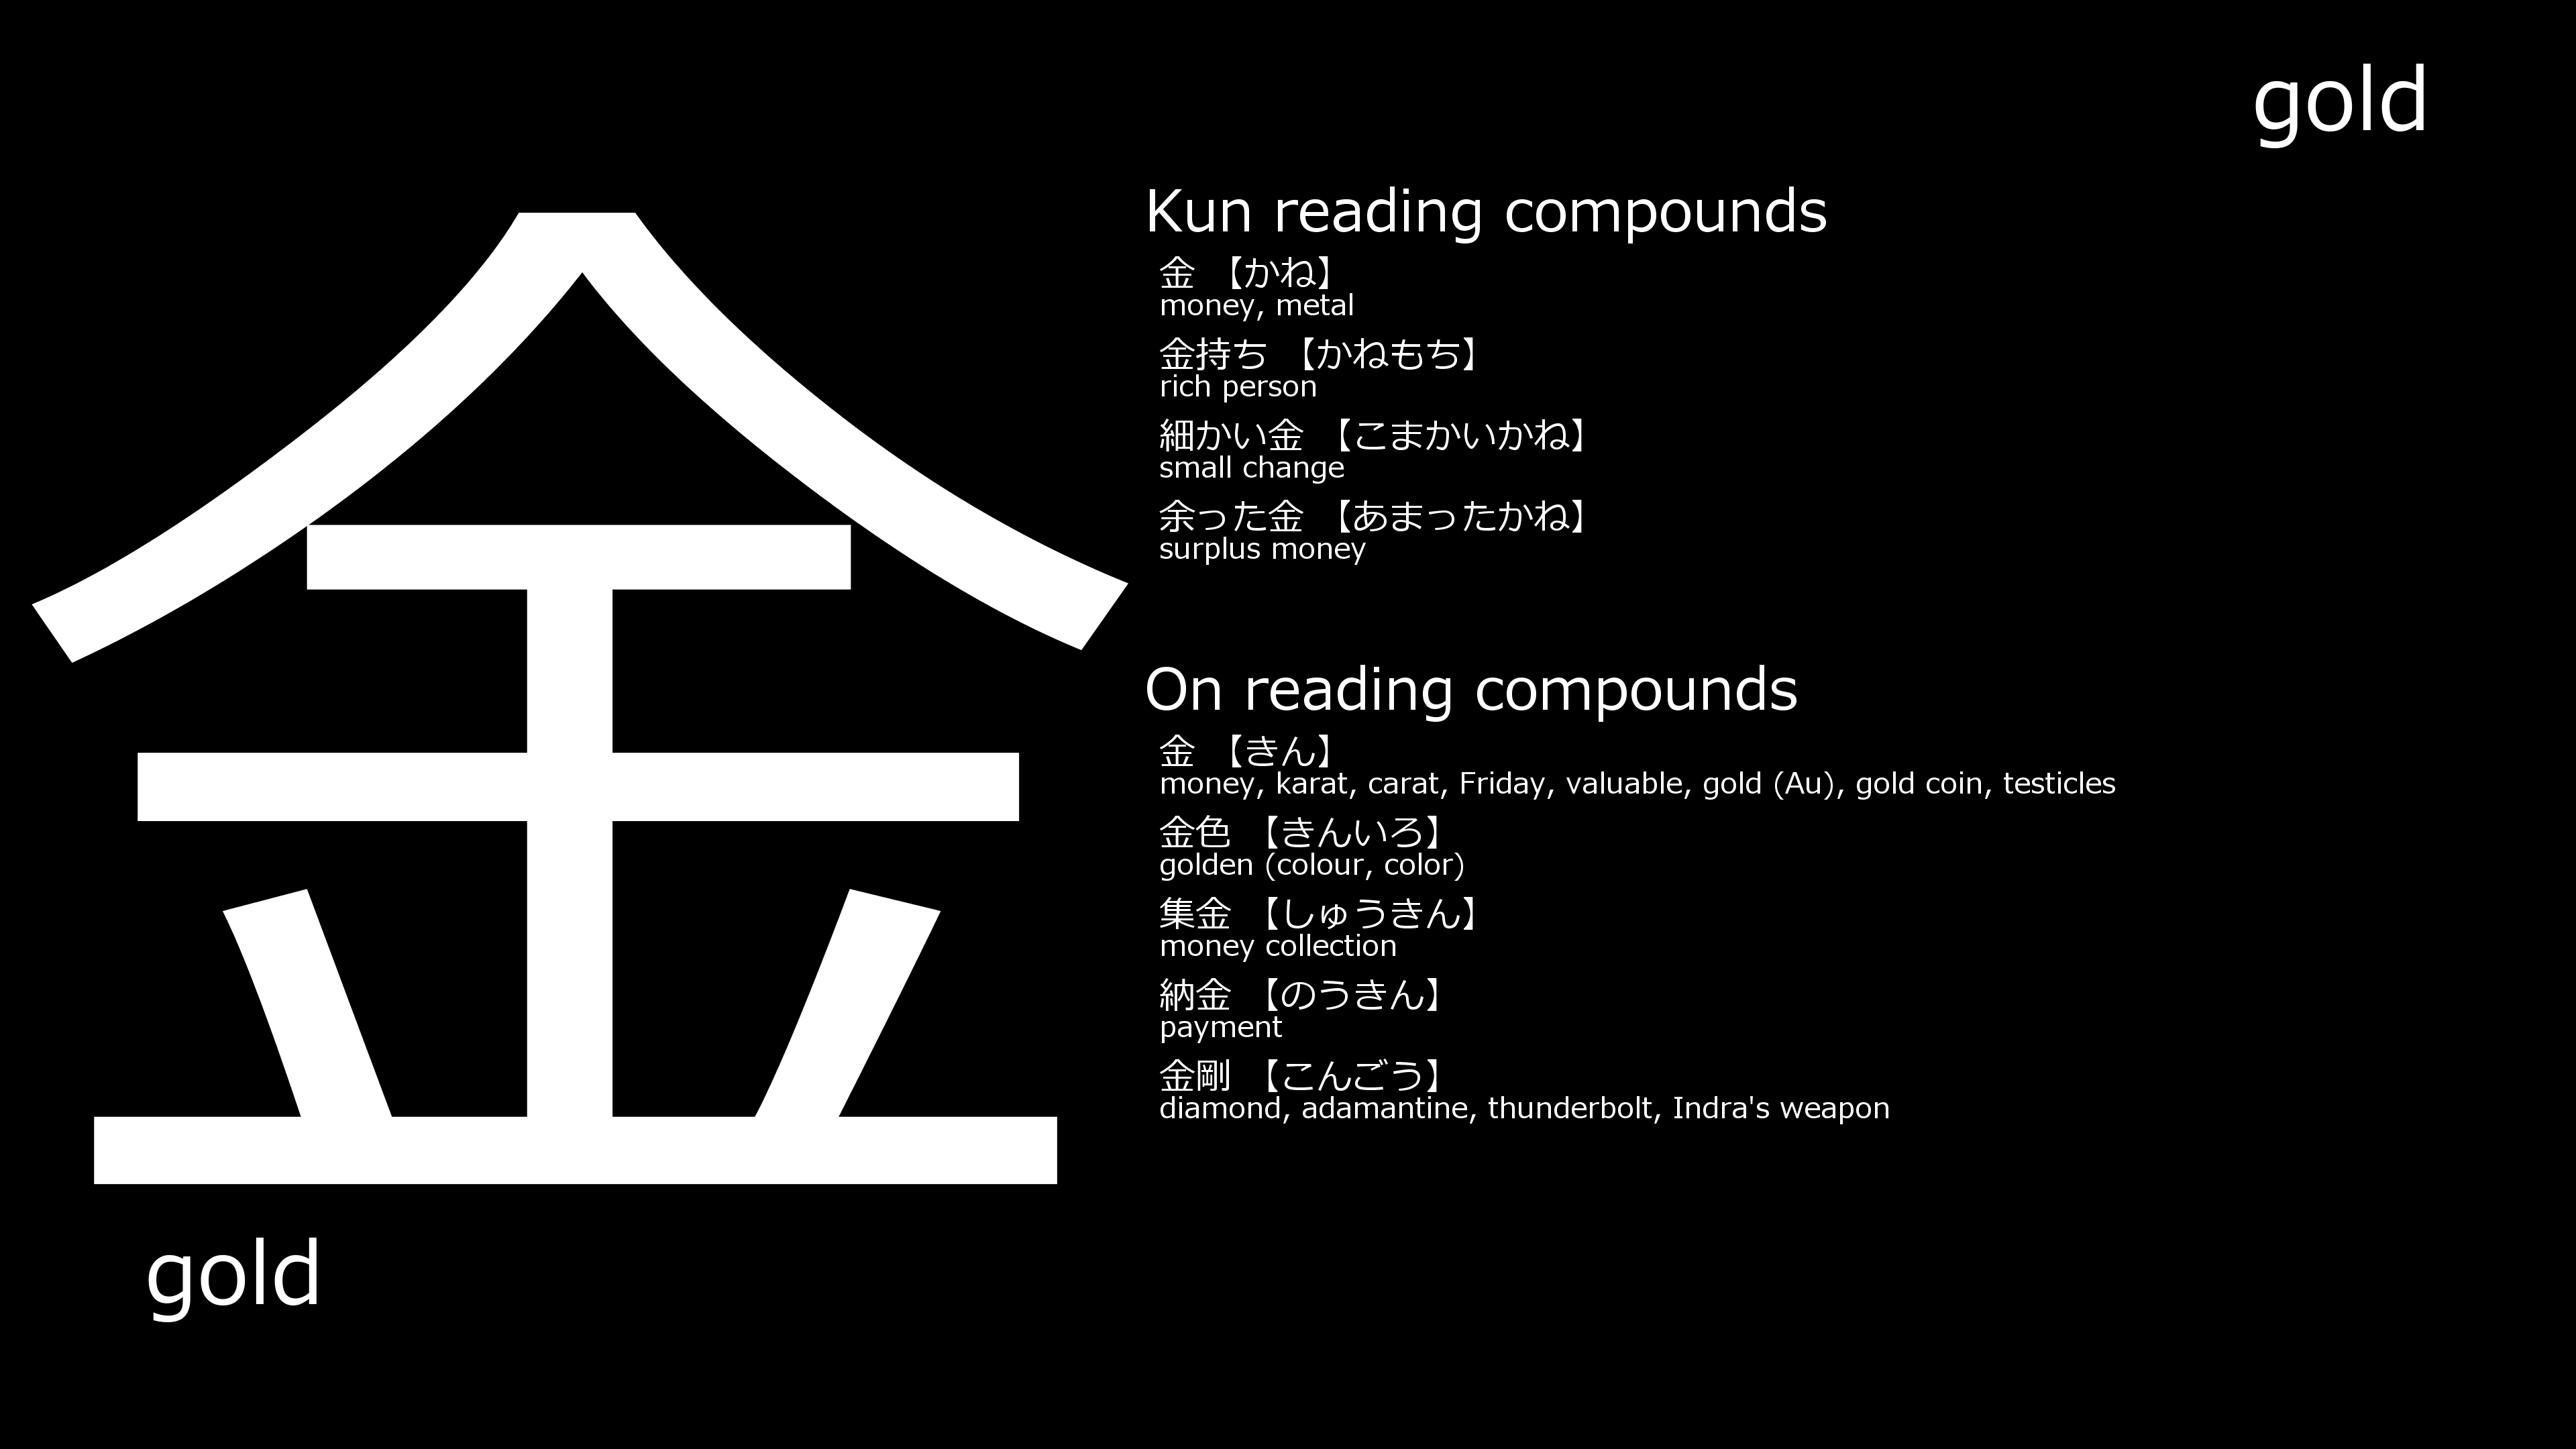 gold
金
gold
Kun reading compounds
金 【かね】
money, metal
金持ち 【かねもち】
rich person
細かい金 【こまかいかね】
small change
余った金 【あまったかね】
surplus money
On reading compounds
金 【きん】
money, karat, carat, Friday, valuable, gold (Au), gold coin, testicles
金色 【きんいろ】
golden (colour, color)
集金 【しゅうきん】
money collection
納金 【のうきん】
payment
金剛 【こんごう】
diamond, adamantine, thunderbolt, Indra's weapon